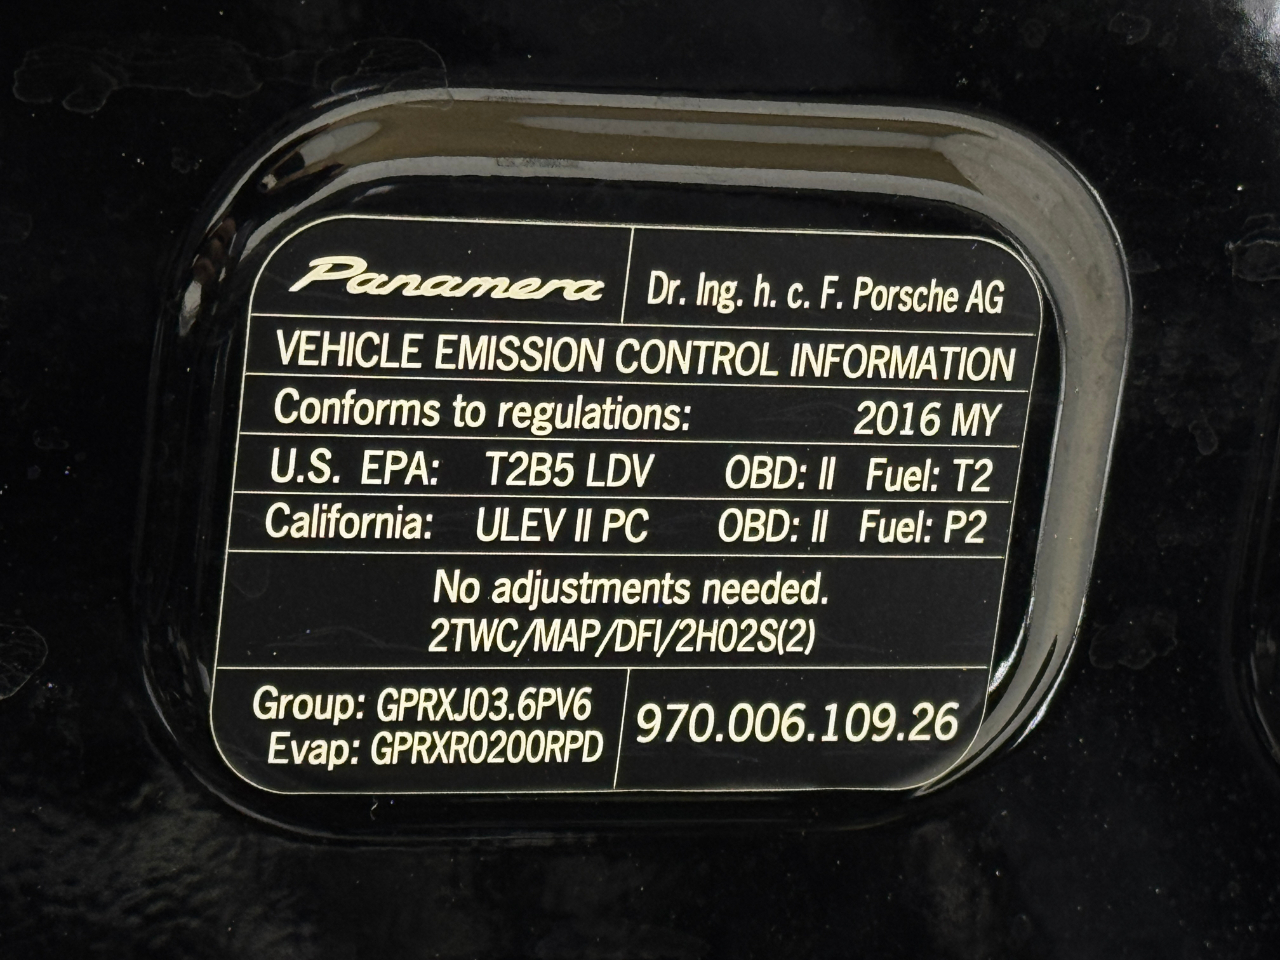 Panamera
Dr. Ing. h. c. F. Porsche AG
VEHICLE EMISSION CONTROL INFORMATION
Conforms to regulations: 2016 MY
U.S. EPA: T2B5 LDV OBD: II Fuel: T2
California: ULEV II PC OBD: II Fuel: P2
No adjustments needed.
2TWC/MAP/DFI/2HO2S(2)
Group: GPRXJ03.6PV6
Evap: GPRXR0200RPD
970.006.109.26